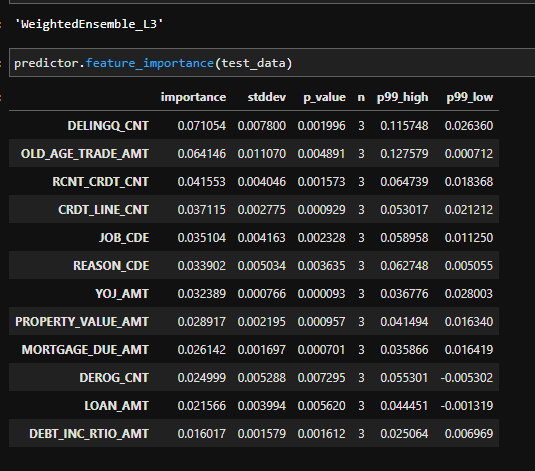 'WeightedEnsemble_L3'
predictor.feature_importance(test_data)
importance stddev p_value n p99_high p99_low
DELINGQ_CNT 0.071054 0.007800 0.001996 3 0.115748 0.026360
OLD_AGE_TRADE_AMT 0.064146 0.011070 0.004891 3 0.127579 0.000712
RCNT_CRDT_CNT 0.041553 0.004046 0.001573 3 0.064739 0.018368
CRDT_LINE_CNT 0.037115 0.002775 0.000929 3 0.053017 0.021212
JOB_CDE 0.035104 0.004163 0.002328 3 0.058958 0.011250
REASON_CDE 0.033902 0.005034 0.003635 3 0.062748 0.005055
YOJ_AMT 0.032389 0.000766 0.000093 3 0.036776 0.028003
PROPERTY_VALUE_AMT 0.028917 0.002195 0.000957 3 0.041494 0.016340
MORTGAGE_DUE_AMT 0.026142 0.001697 0.000701 3 0.035866 0.016419
DEROG_CNT 0.024999 0.005288 0.007295 3 0.055301 -0.005302
LOAN_AMT 0.021566 0.003994 0.005620 3 0.044451 -0.001319
DEBT_INC_RTIO_AMT 0.016017 0.001579 0.001612 3 0.025064 0.006969